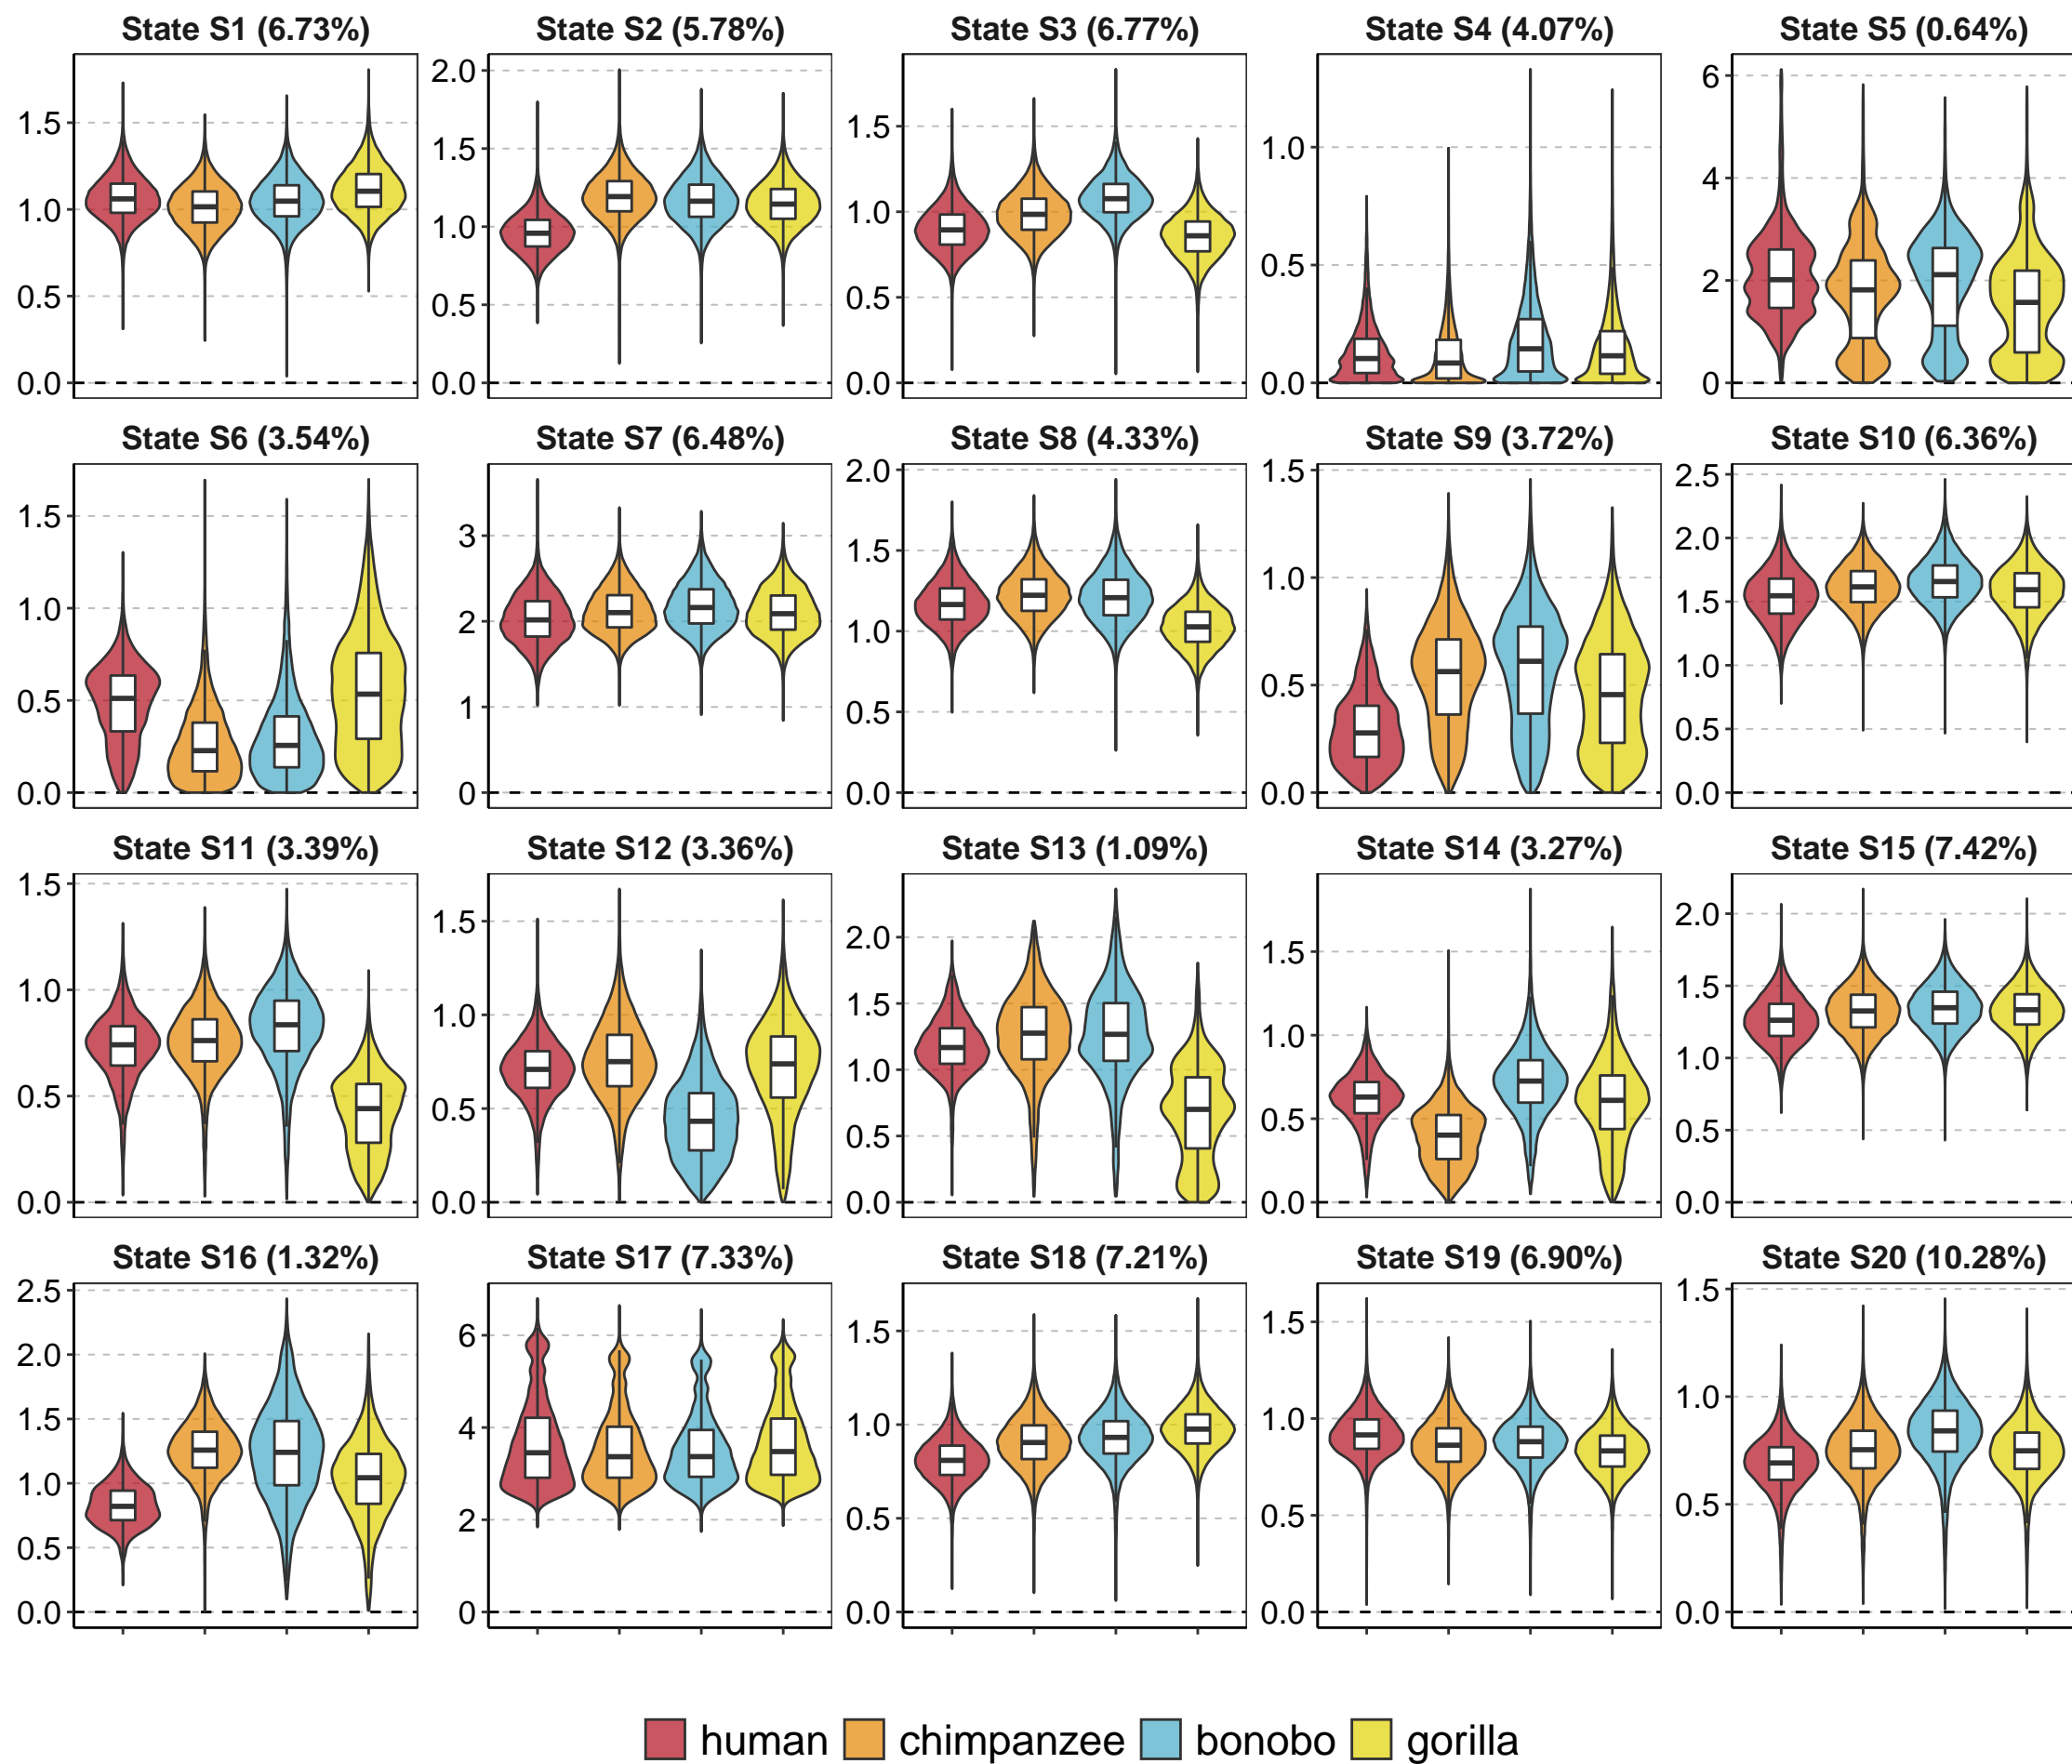 State S1 (6.73%) State S2 (5.78%) State S3 (6.77%) State S4 (4.07%) State S5 (0.64%)
1.5 1.0 0.5 0.0
2.0 1.5 1.0 0.5 0.0
1.5 1.0 0.5 0.0
1.0 0.5 0.0
6 4 2 0
State S6 (3.54%) State S7 (6.48%) State S8 (4.33%) State S9 (3.72%) State S10 (6.36%)
1.5 1.0 0.5 0.0
3 2 1 0
2.0 1.5 1.0 0.5 0.0
1.5 1.0 0.5 0.0
2.5 2.0 1.5 1.0 0.5 0.0
State S11 (3.39%) State S12 (3.36%) State S13 (1.09%) State S14 (3.27%) State S15 (7.42%)
1.5 1.0 0.5 0.0
1.5 1.0 0.5 0.0
2.0 1.5 1.0 0.5 0.0
1.5 1.0 0.5 0.0
2.0 1.5 1.0 0.5 0.0
State S16 (1.32%) State S17 (7.33%) State S18 (7.21%) State S19 (6.90%) State S20 (10.28%)
2.5 2.0 1.5 1.0 0.5 0.0
6 4 2 0
1.5 1.0 0.5 0.0
1.5 1.0 0.5 0.0
1.5 1.0 0.5 0.0
human chimpanzee bonobo gorilla